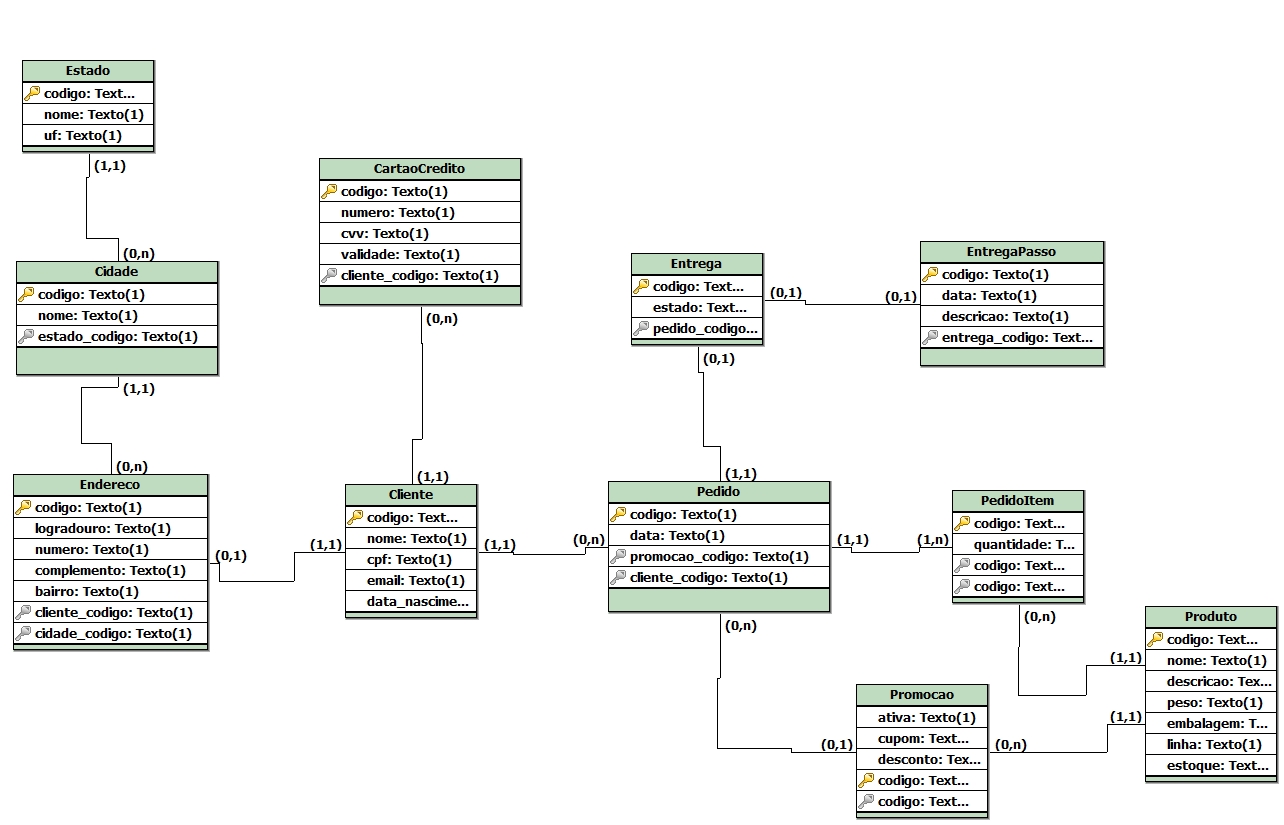 Estado
codigo: Text...
nome: Texto(1)
uf: Texto(1)
(1,1)
(0,n)
Cidade
codigo: Texto(1)
nome: Texto(1)
estado_codigo: Texto(1)
(1,1)
(0,n)
Endereco
codigo: Texto(1)
logradouro: Texto(1)
numero: Texto(1)
complemento: Texto(1)
bairro: Texto(1)
cliente_codigo: Texto(1)
cidade_codigo: Texto(1)
(0,1)
(1,1)
CartaoCredito
codigo: Texto(1)
numero: Texto(1)
cvv: Texto(1)
validade: Texto(1)
cliente_codigo: Texto(1)
(0,n)
(1,1)
Cliente
codigo: Text...
nome: Texto(1)
cpf: Texto(1)
email: Texto(1)
data_nascime...
(1,1)
(0,n)
Entrega
codigo: Text...
estado: Text...
pedido_codigo...
(0,1)
(0,1)
EntregaPasso
codigo: Texto(1)
data: Texto(1)
descricao: Texto(1)
entrega_codigo: Text...
(0,1)
(1,1)
Pedido
codigo: Texto(1)
data: Texto(1)
promocao_codigo: Texto(1)
cliente_codigo: Texto(1)
(1,1)
(1,n)
PedidoItem
codigo: Text...
quantidade: T...
codigo: Text...
codigo: Text...
(0,n)
(1,1)
Produto
codigo: Text...
nome: Texto(1)
descricao: Tex...
peso: Texto(1)
embalagem: T...
linha: Texto(1)
estoque: Text...
(0,n)
(0,1)
Promocao
ativa: Texto(1)
cupom: Text...
desconto: Tex...
codigo: Text...
codigo: Text...
(0,n)
(1,1)